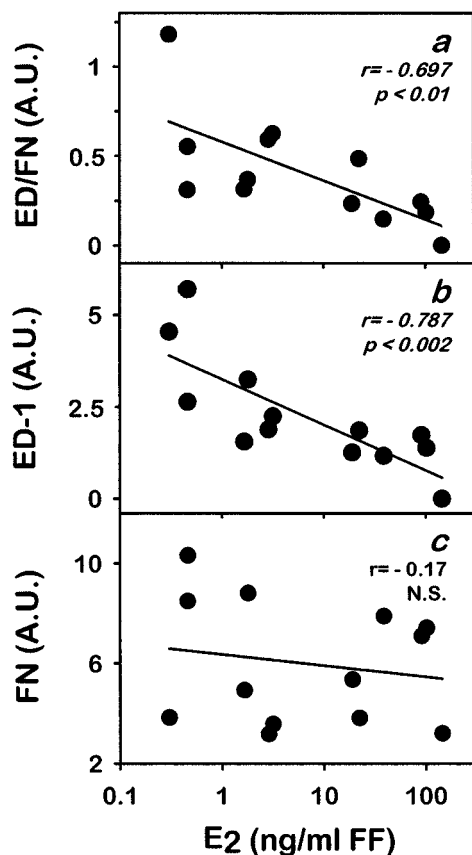 a
r= - 0.697
p < 0.01
1
0.5
0
ED/FN (A.U.)
b
r= - 0.787
p < 0.002
5
2.5
0
ED-1 (A.U.)
c
r= - 0.17
N.S.
10
6
2
FN (A.U.)
0.1 1 10 100
E2 (ng/ml FF)